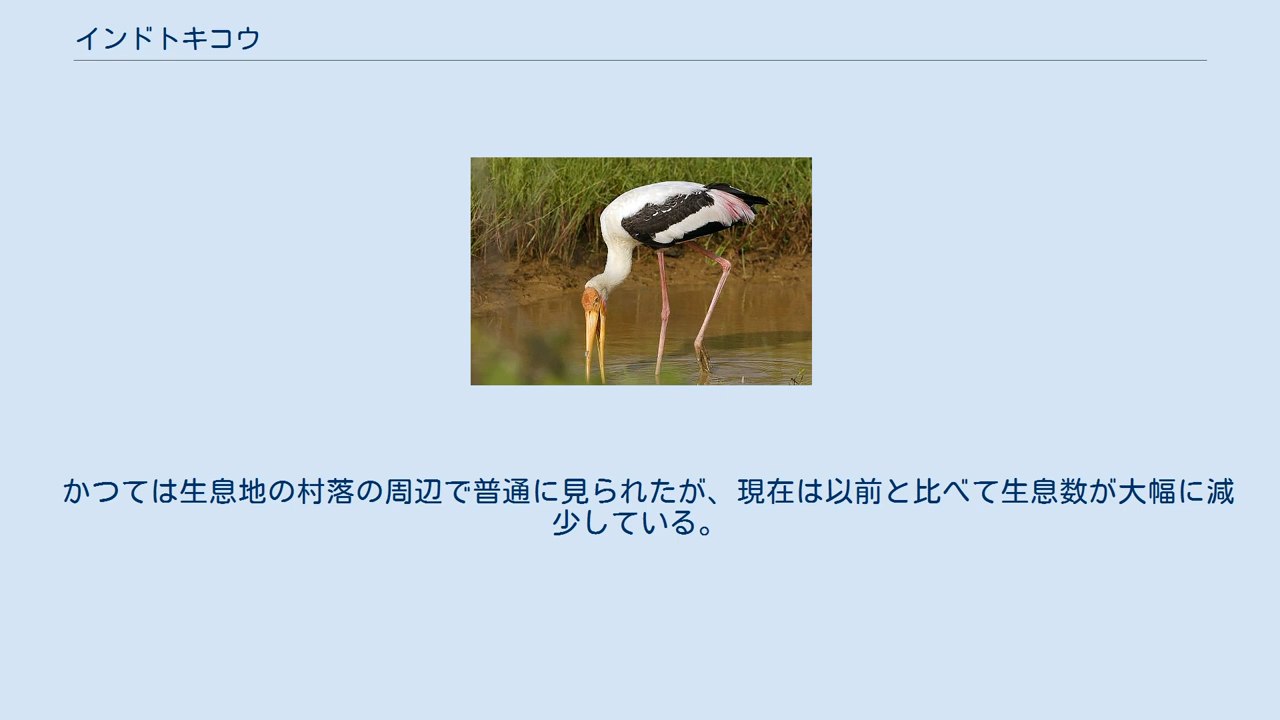 インドトキコウ
かつては生息地の村落の周辺で普通に見られたが、現在は以前と比べて生息数が大幅に減
少している。